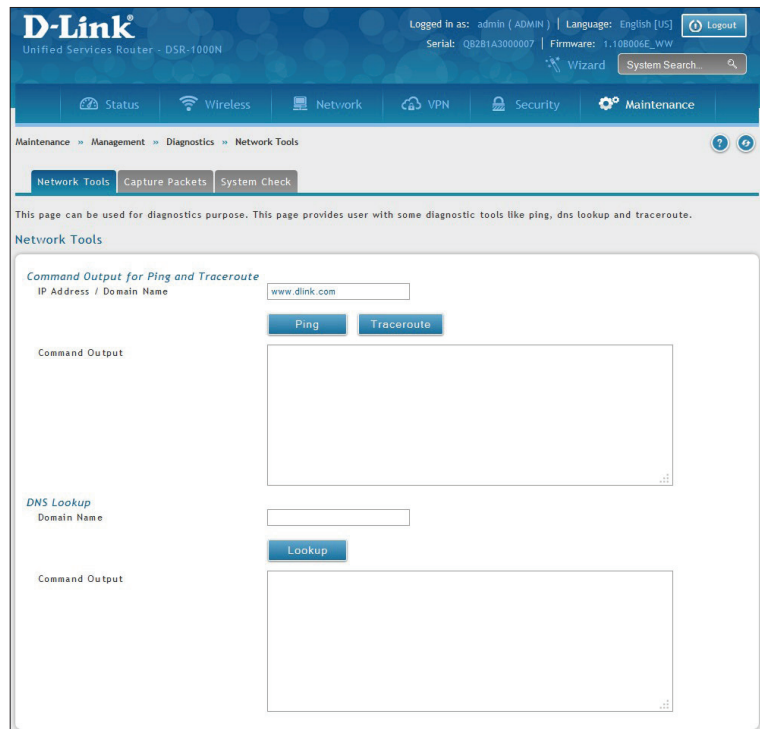 D-Link®
Unified Services Router - DSR-1000N
Logged in as: admin ( ADMIN ) | Language: English [US]
Logout
Serial: QB2B1A3000007 | Firmware: 1.10B006E_WW
Wizard
System Search...
Status
Wireless
Network
VPN
Security
Maintenance
Maintenance » Management » Diagnostics » Network Tools
?
Network Tools
Capture Packets
System Check
This page can be used for diagnostics purpose. This page provides user with some diagnostic tools like ping, dns lookup and traceroute.
Network Tools
Command Output for Ping and Traceroute
IP Address / Domain Name
www.dlink.com
Ping
Traceroute
Command Output
DNS Lookup
Domain Name
Lookup
Command Output